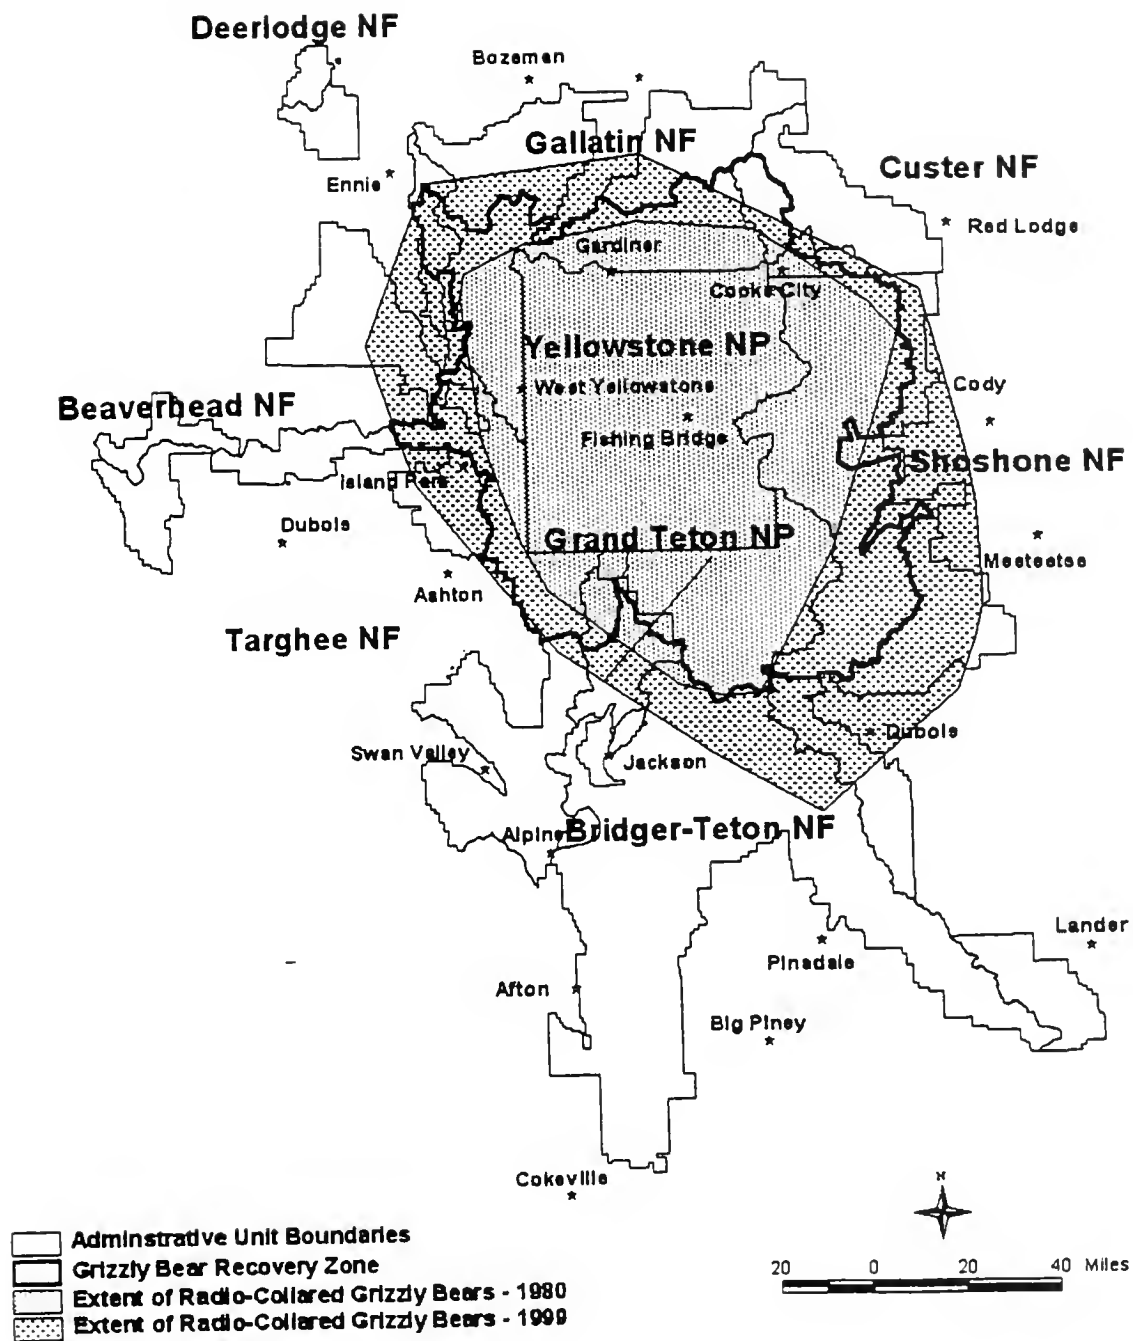 Deerlodge NF
Bozeman
Gallatin NF
Custer NF
Ennis
Red Lodge
Gardiner
Cooke City
Yellowstone NP
West Yellowstone
Cody
Beaverhead NF
Fishing Bridge
Shoshone NF
Island Park
Dubois
Grand Teton NP
Meeteetse
Ashton
Targhee NF
Dubois
Swan Valley
Jackson
Alpine
Bridger-Teton NF
Lander
Pinedale
Afton
Big Piney
Cokeville
N
Adminstrative Unit Boundaries
Grizzly Bear Recovery Zone
Extent of Radio-Collared Grizzly Bears - 1980
Extent of Radio-Collared Grizzly Bears - 1999
20 0 20 40 Miles